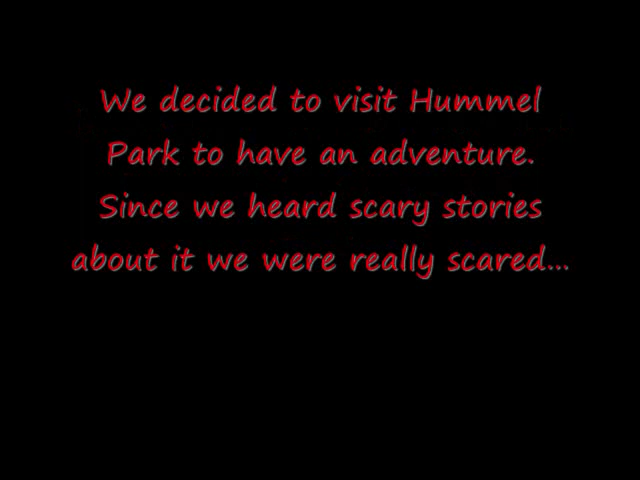 We decided to visit Hummel
Park to have an adventure.
Since we heard scary stories
about it we were really scared...